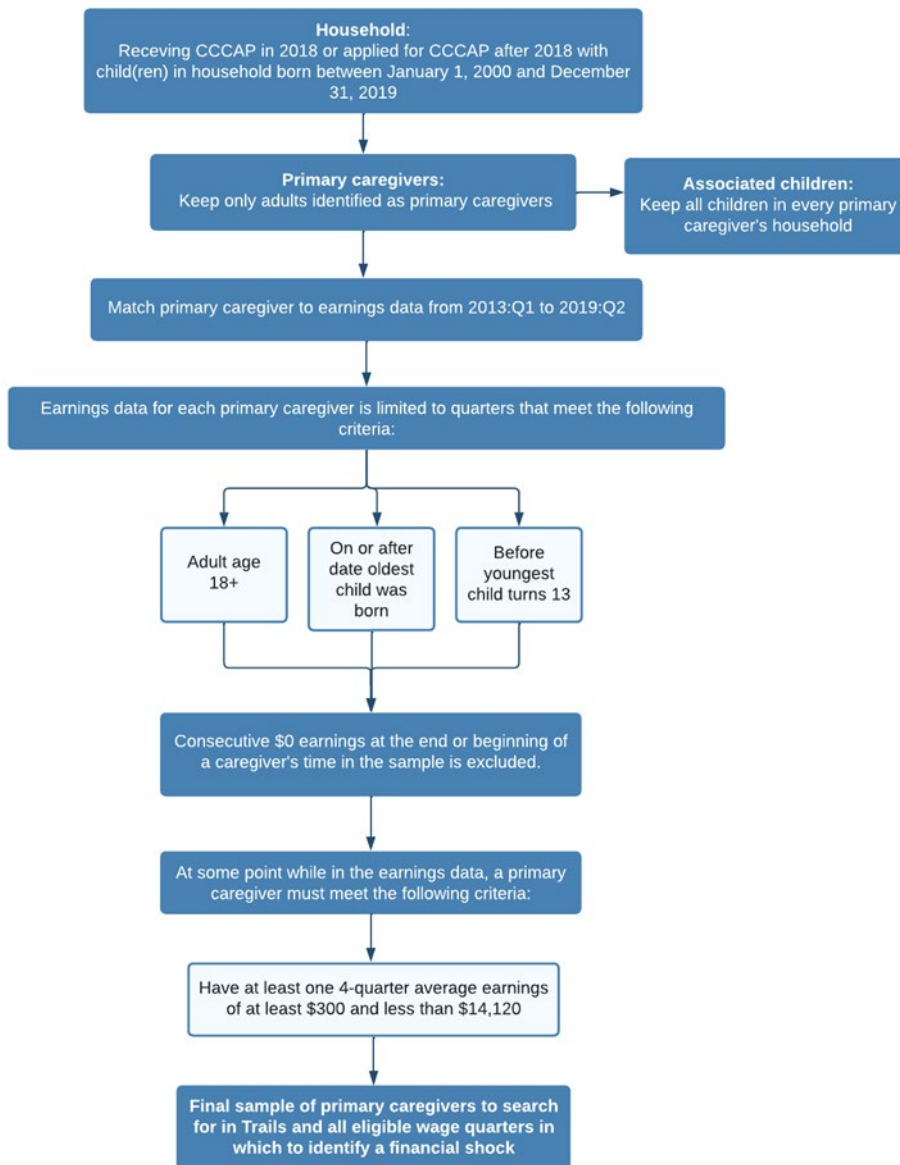 Household:
Receving CCCAP in 2018 or applied for CCCAP after 2018 with
child(ren) in household born between January 1, 2000 and December
31, 2019
Primary caregivers:
Keep only adults identified as primary caregivers
Associated children:
Keep all children in every primary
caregiver's household
Match primary caregiver to earnings data from 2013:Q1 to 2019:Q2
Earnings data for each primary caregiver is limited to quarters that meet the following
criteria:
Adult age
18+
On or after
date oldest
child was
born
Before
youngest
child turns 13
Consecutive $0 earnings at the end or beginning of
a caregiver's time in the sample is excluded.
At some point while in the earnings data, a primary
caregiver must meet the following criteria:
Have at least one 4-quarter average earnings
of at least $300 and less than $14,120
Final sample of primary caregivers to search
for in Trails and all eligible wage quarters in
which to identify a financial shock